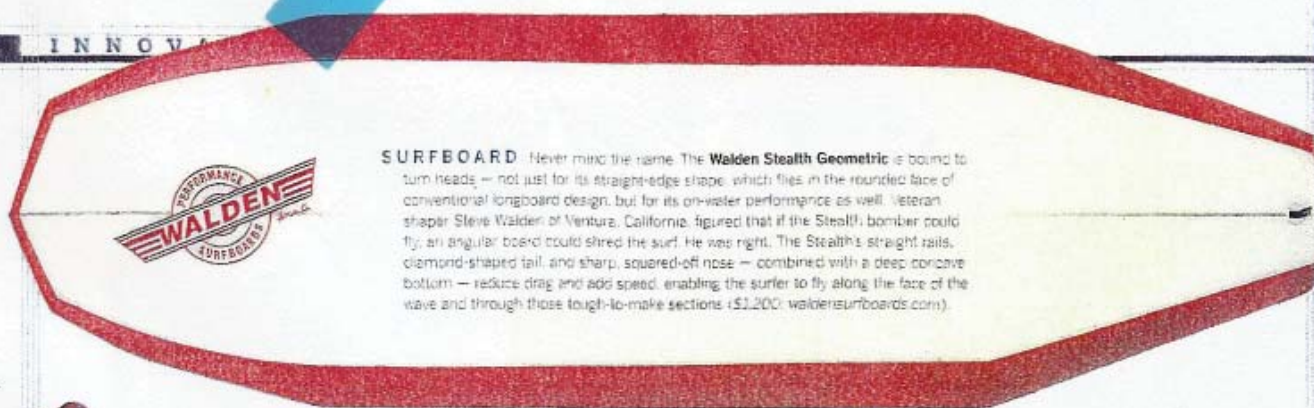 INNOVA
PERFORMANCE
WALDEN
SURFBOARDS
SURFBOARD Never mind the name. The Walden Stealth Geometric is bound to
turn heads — not just for its straight-edge shape, which flies in the rounded face of
conventional longboard design, but for its on-water performance as well. Veteran
shaper Steve Walden of Ventura, California, figured that if the Stealth bomber could
fly, an angular board could shred the surf. He was right. The Stealth's straight rails,
diamond-shaped tail, and sharp, squared-off nose — combined with a deep concave
bottom — reduce drag and add speed, enabling the surfer to fly along the face of the
wave and through those tough-to-make sections ($1,200; waldensurfboards.com).